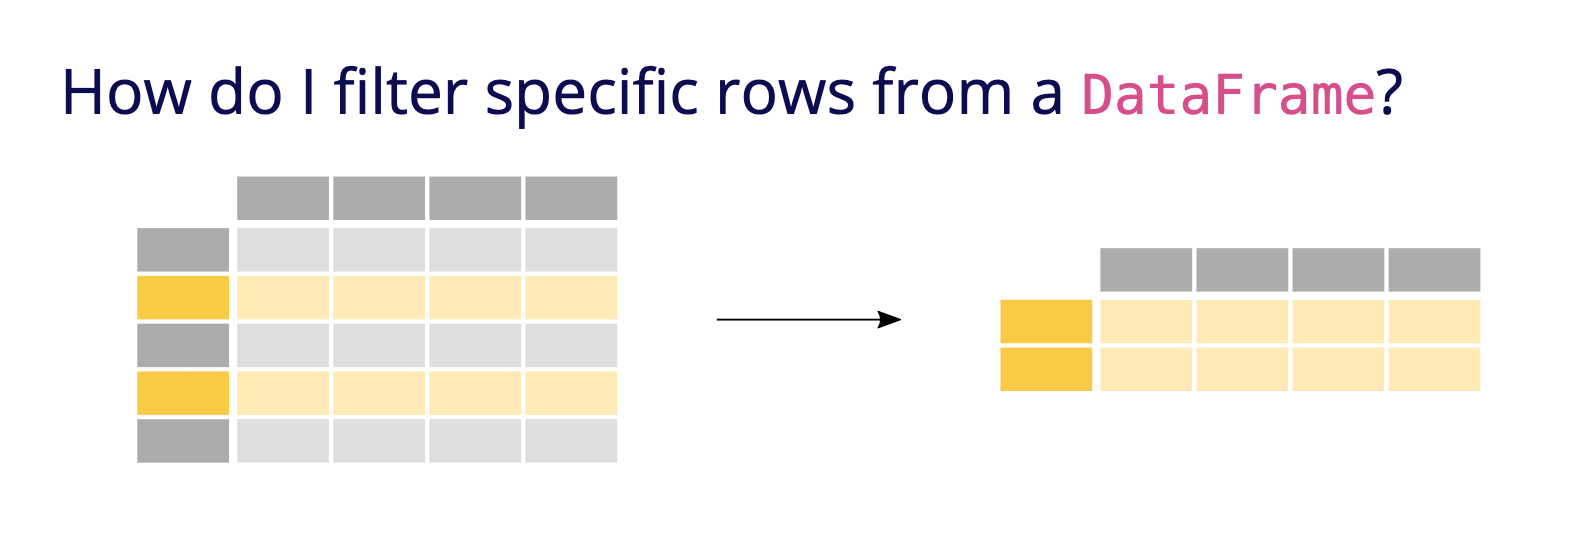 How do I filter specific rows from a DataFrame?